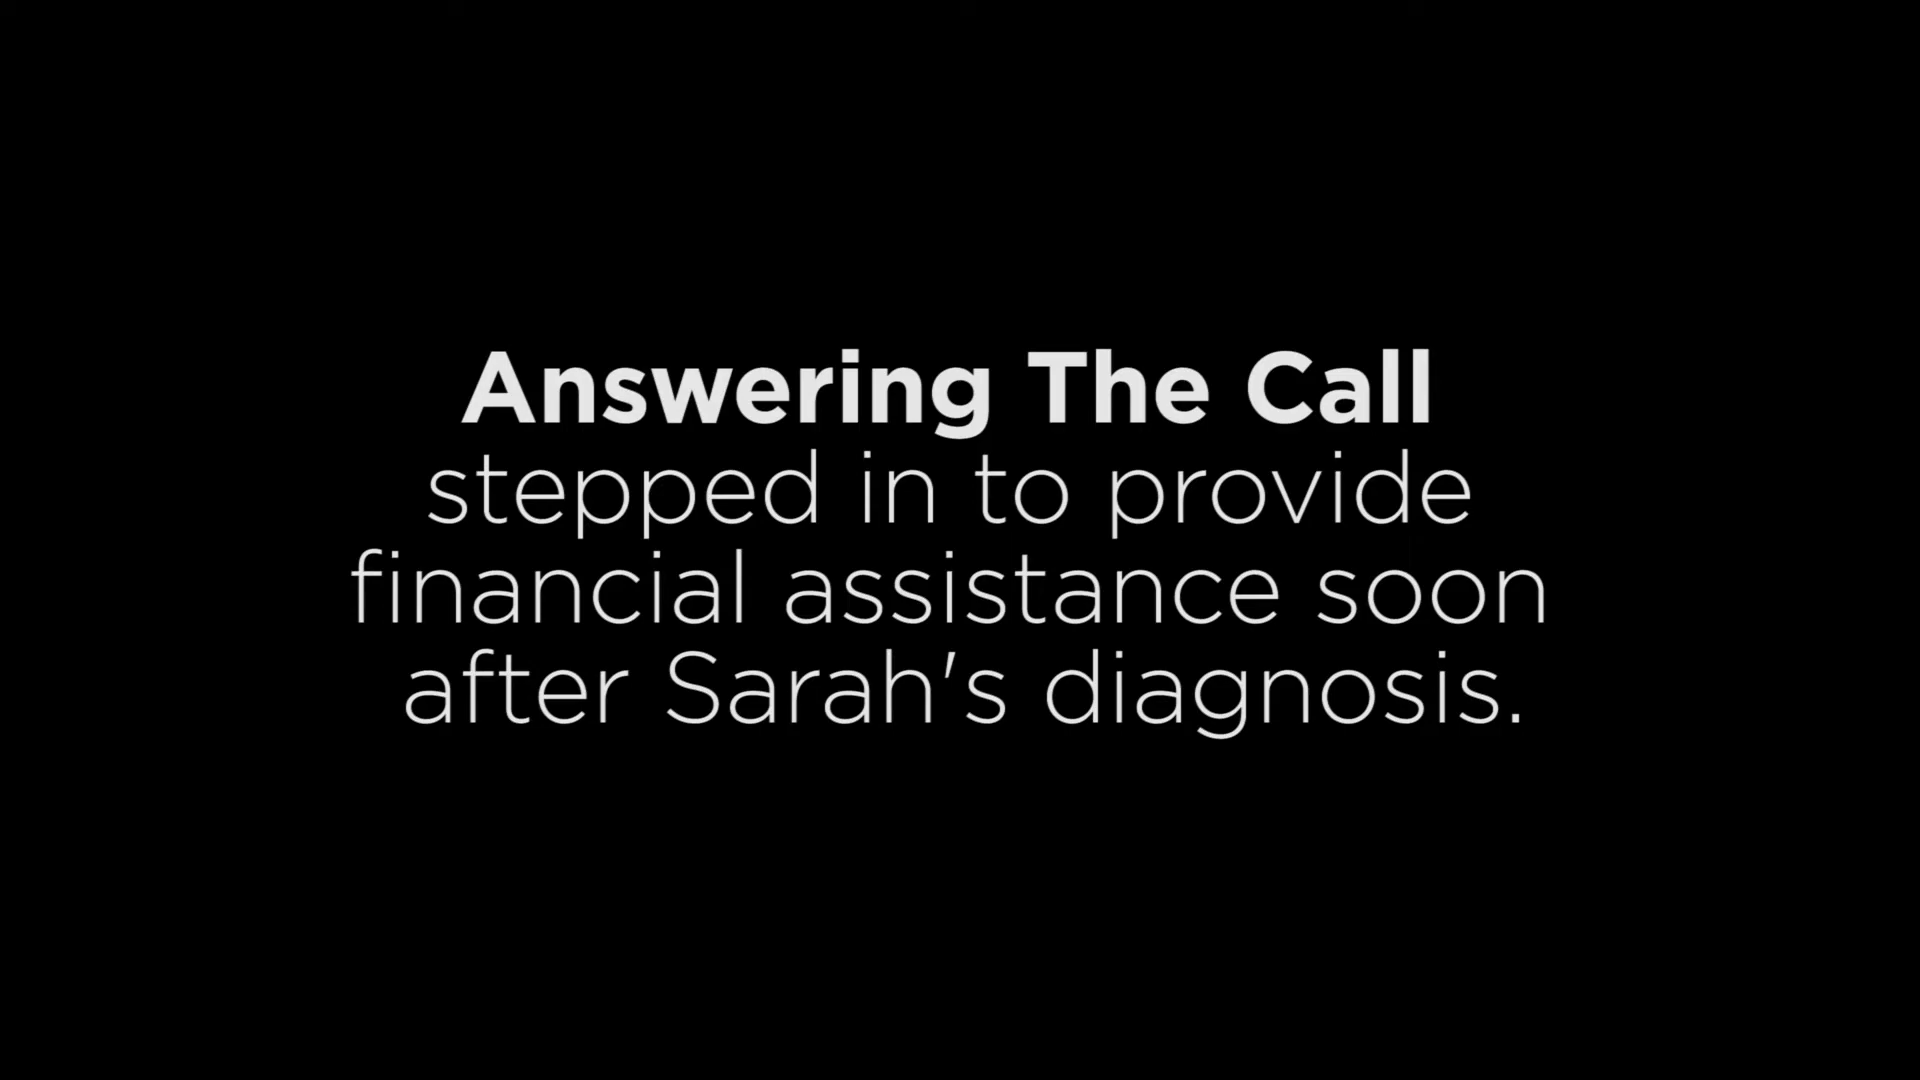 Answering The Call
stepped in to provide
financial assistance soon
after Sarah's diagnosis.